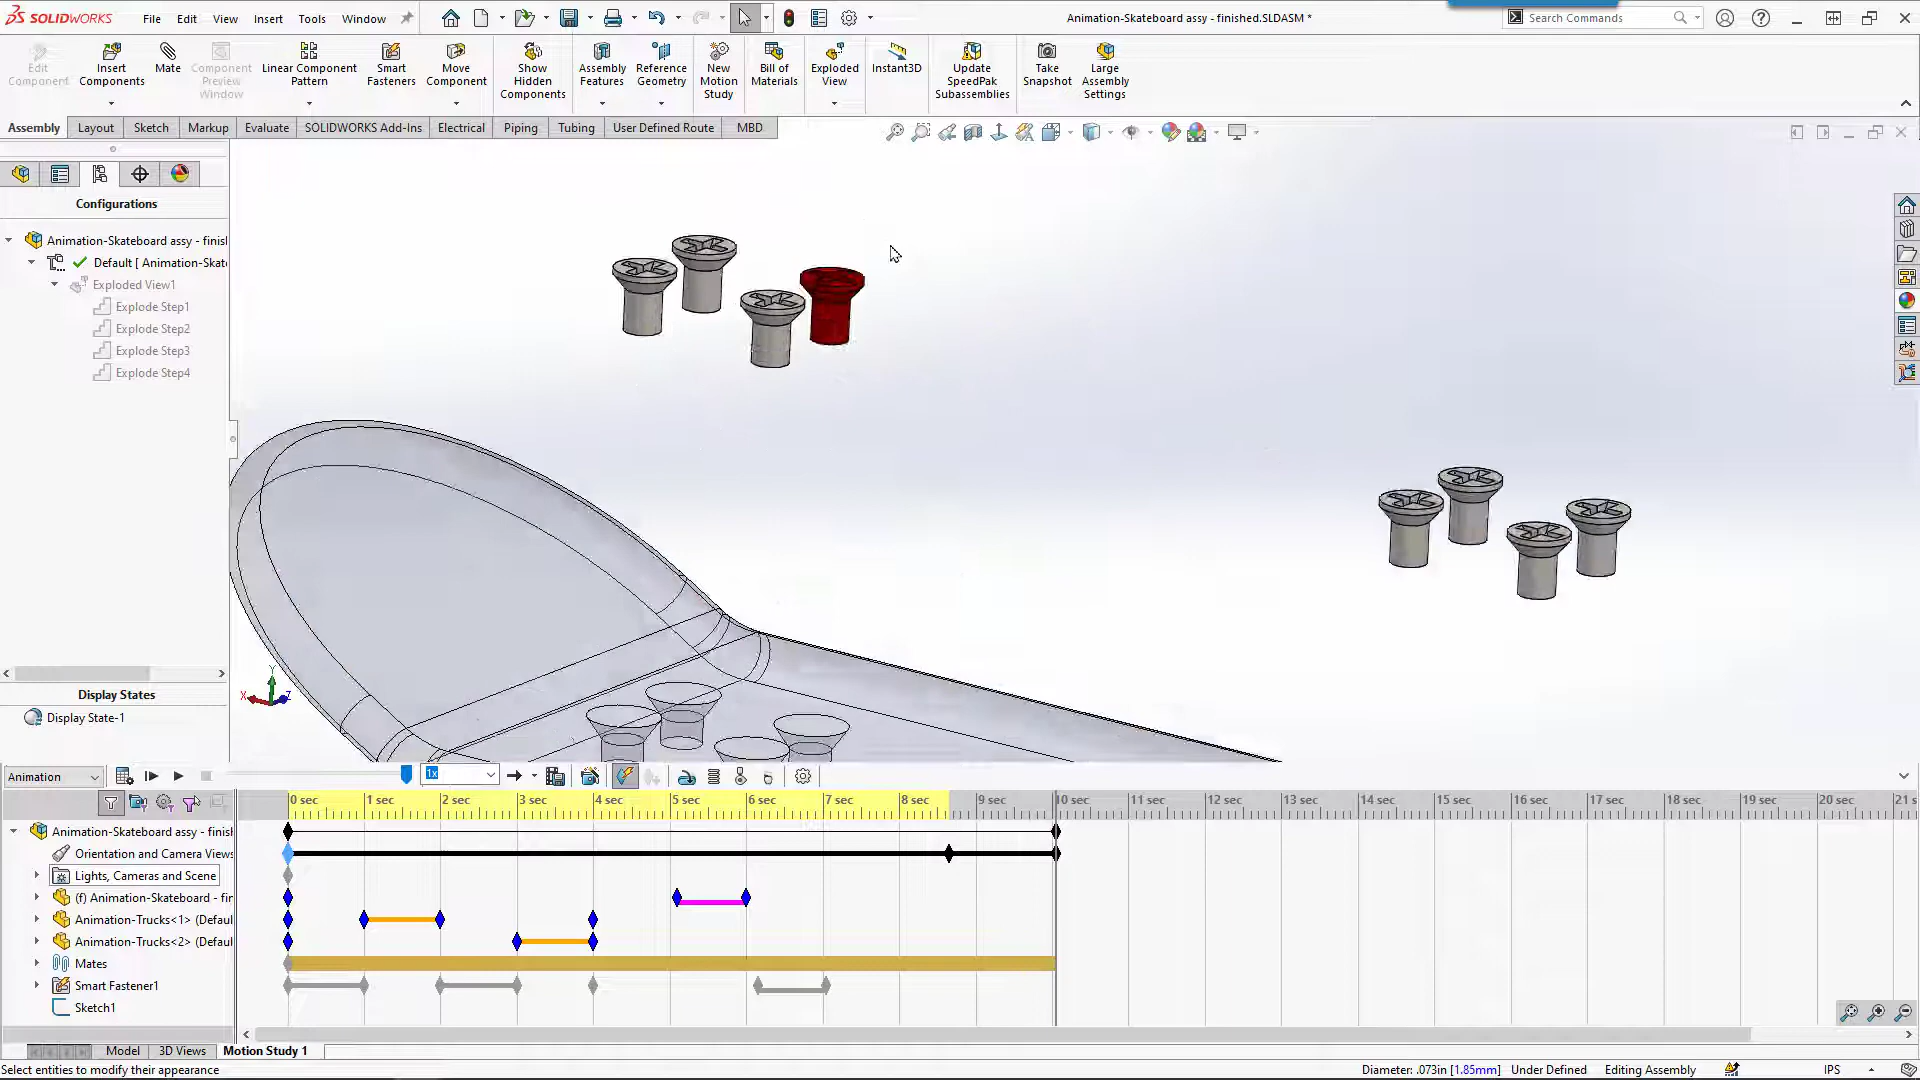 SOLIDWORKS
File Edit View Insert Tools Window
Animation-Skateboard assy - finished.SLDASM *
Search Commands
Edit Component
Insert Components
Mate
Component Preview Window
Linear Component Pattern
Smart Fasteners
Move Component
Show Hidden Components
Assembly Features
Reference Geometry
New Motion Study
Bill of Materials
Exploded View
Instant3D
Update SpeedPak Subassemblies
Take Snapshot
Large Assembly Settings
Assembly Layout Sketch Markup Evaluate SOLIDWORKS Add-Ins Electrical Piping Tubing User Defined Route MBD
Configurations
Animation-Skateboard assy - finisl
Default [ Animation-Skate
Exploded View1
Explode Step1
Explode Step2
Explode Step3
Explode Step4
Display States
Display State-1
Y
X
Z
Animation
1x
0 sec 1 sec 2 sec 3 sec 4 sec 5 sec 6 sec 7 sec 8 sec 9 sec 10 sec 11 sec 12 sec 13 sec 14 sec 15 sec 16 sec 17 sec 18 sec 19 sec 20 sec 21 s
Animation-Skateboard assy - finisl
Orientation and Camera Views
Lights, Cameras and Scene
(f) Animation-Skateboard - fir
Animation-Trucks<1> (Defau
Animation-Trucks<2> (Defau
Mates
Smart Fastener1
Sketch1
Model 3D Views Motion Study 1
Select entities to modify their appearance
Diameter: .073in [1.85mm] Under Defined Editing Assembly IPS